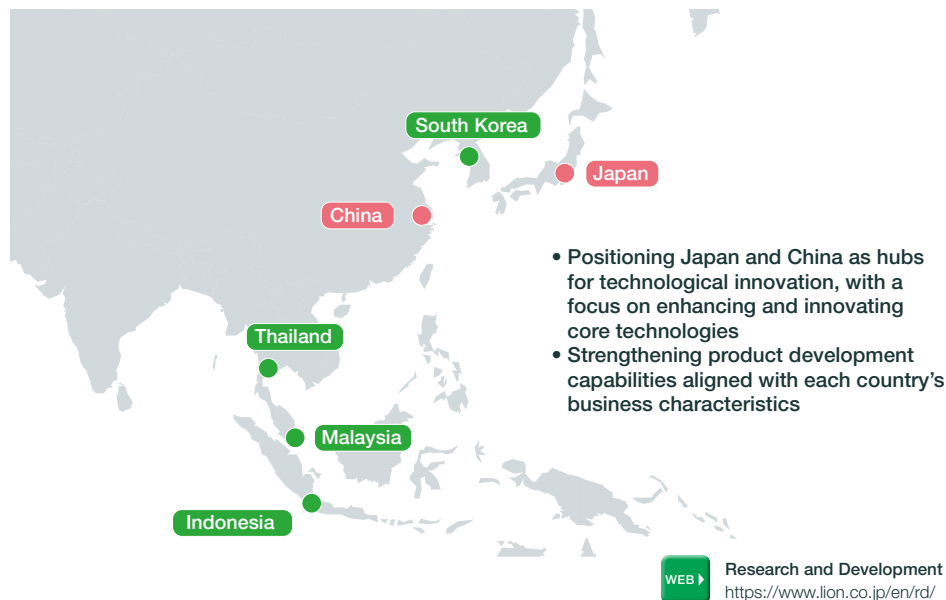 South Korea
Japan
China
• Positioning Japan and China as hubs
for technological innovation, with a
focus on enhancing and innovating
core technologies
• Strengthening product development
capabilities aligned with each country’s
business characteristics
Thailand
Malaysia
Indonesia
WEB
Research and Development
https://www.lion.co.jp/en/rd/